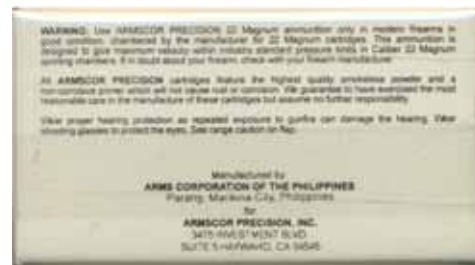 WARNING: Use ARMSCOR PRECISION 22 Magnum ammunition only in modern firearms in
good condition, chambered by the manufacturer for 22 Magnum cartridges. This ammunition is
designed to give maximum velocity within industry standard pressure limits in Caliber 22 Magnum
sporting chambers. If in doubt about your firearm, check with your firearm manufacturer.
All ARMSCOR PRECISION cartridges feature the highest quality smokeless powder and a
non-corrosive primer which will not cause rust or corrosion. We guarantee to have exercised the most
reasonable care in the manufacture of these cartridges but assume no further responsibility.
Wear proper hearing protection as repeated exposure to gunfire can damage the hearing. Wear
shooting glasses to protect the eyes. See range caution on flap.
Manufactured by
ARMS CORPORATION OF THE PHILIPPINES
Parang, Marikina City, Philippines
for
ARMSCOR PRECISION, INC.
INVESTMENT BLVD.
SUITE 5 HAYWARD, CA